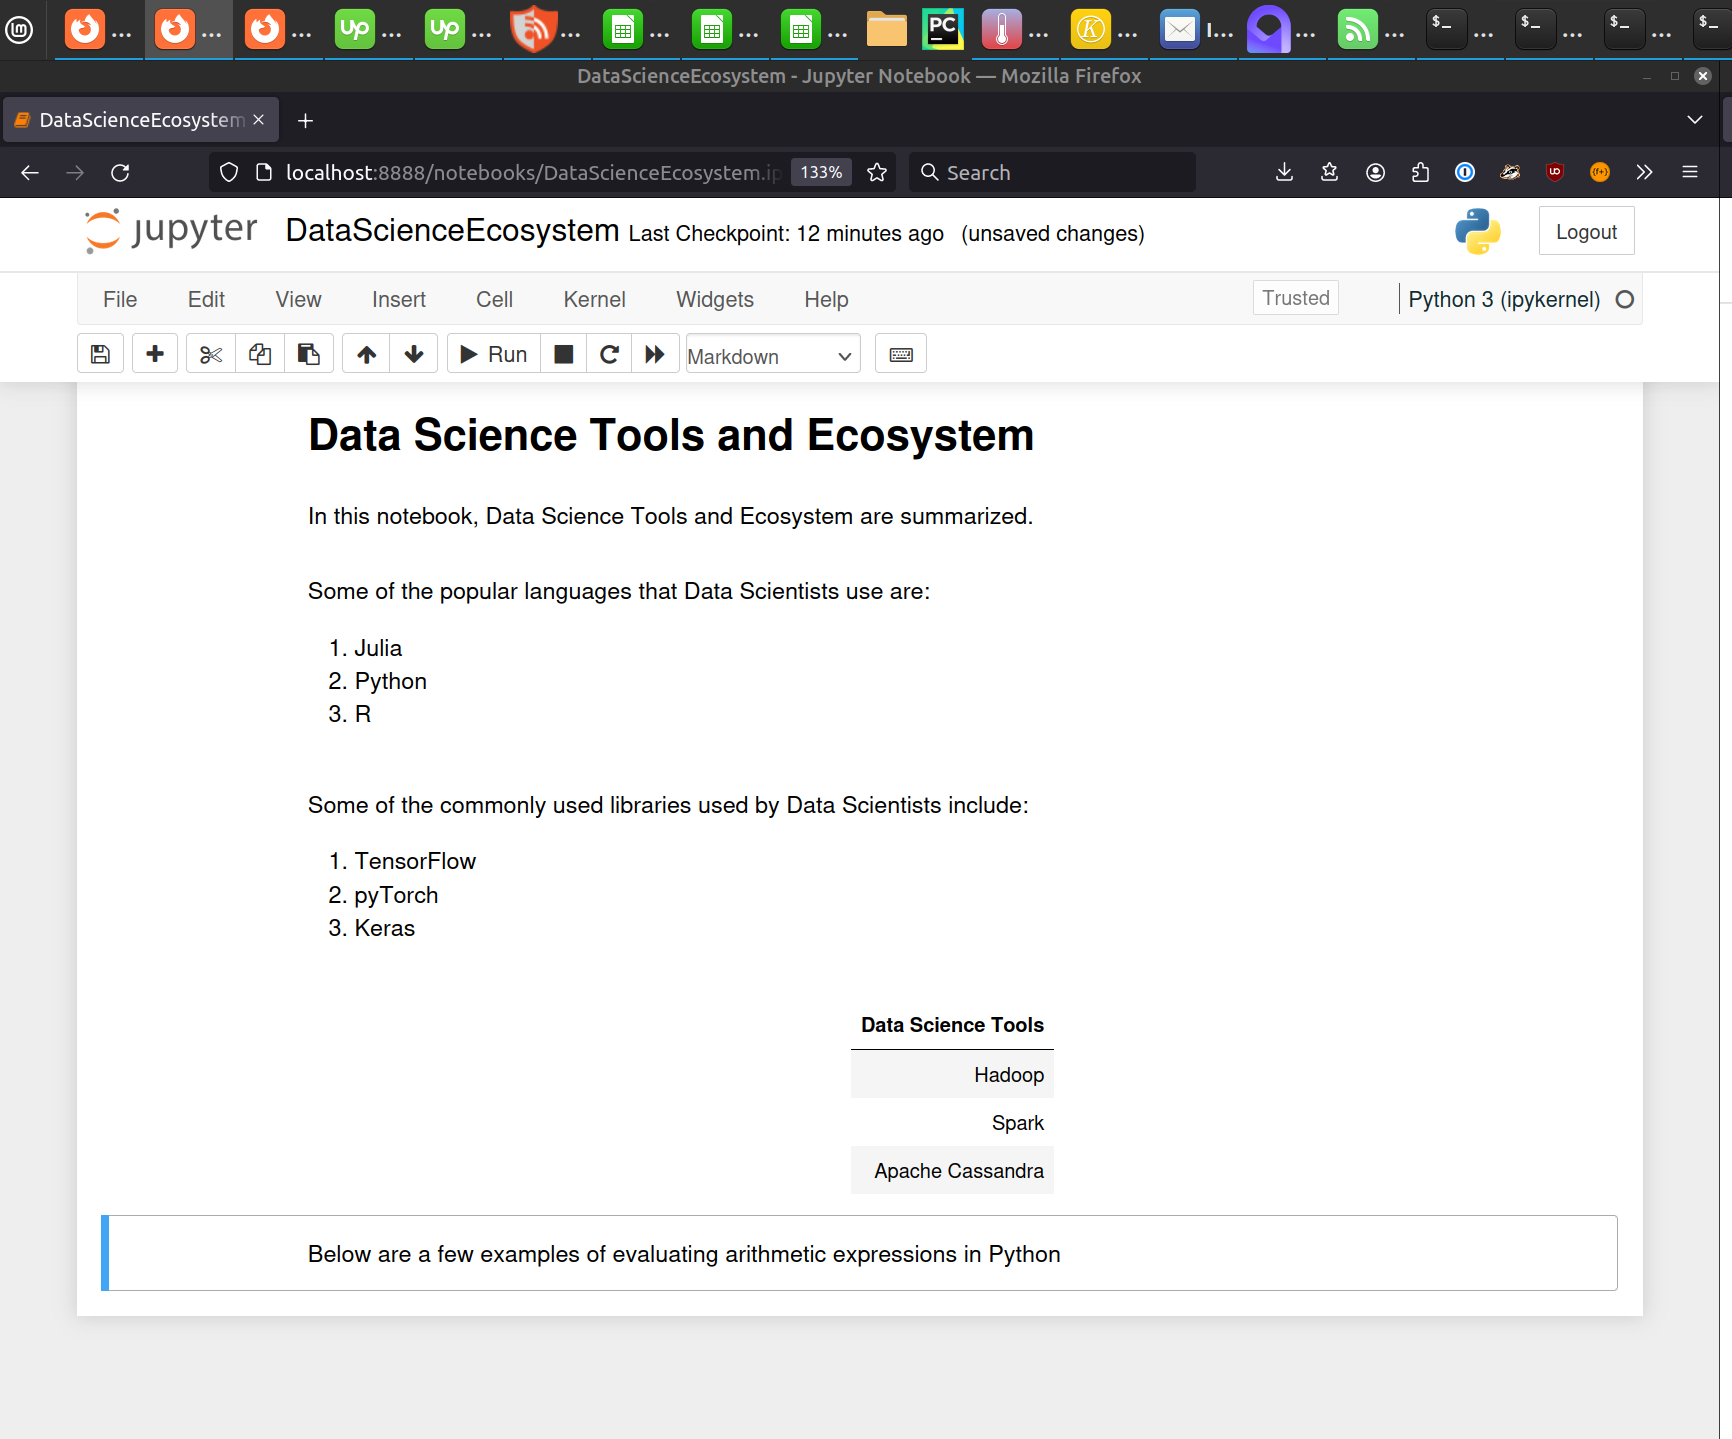 ... ... ... up ... up ... ... ... ... ... PC ... K ... I... ... ... $_ ... $_ ... $_ ... $_
DataScienceEcosystem - Jupyter Notebook — Mozilla Firefox
DataScienceEcosystem
localhost:8888/notebooks/DataScienceEcosystem.ip 133% Search
jupyter DataScienceEcosystem Last Checkpoint: 12 minutes ago (unsaved changes) Logout
File Edit View Insert Cell Kernel Widgets Help Trusted Python 3 (ipykernel)
Run Markdown
Data Science Tools and Ecosystem
In this notebook, Data Science Tools and Ecosystem are summarized.
Some of the popular languages that Data Scientists use are:
1. Julia
2. Python
3. R
Some of the commonly used libraries used by Data Scientists include:
1. TensorFlow
2. pyTorch
3. Keras
Data Science Tools
Hadoop
Spark
Apache Cassandra
Below are a few examples of evaluating arithmetic expressions in Python